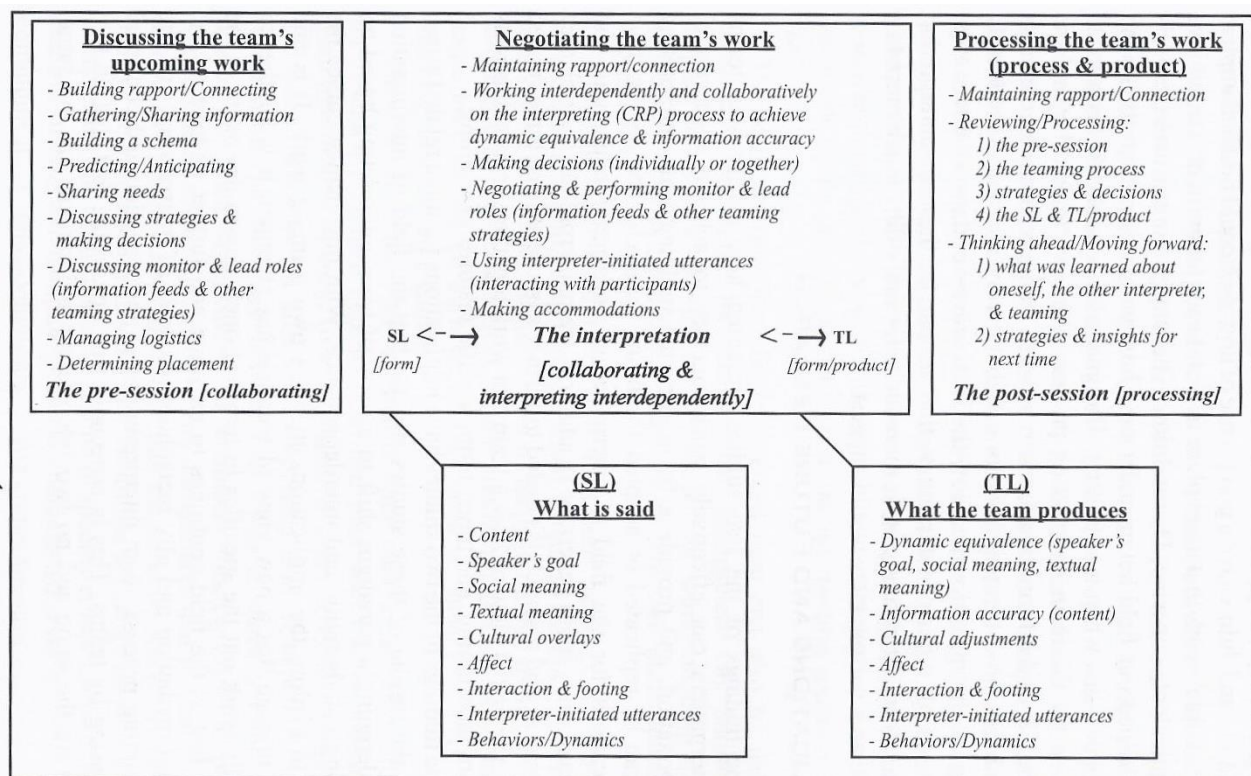 Discussing the team's
upcoming work
- Building rapport/Connecting
- Gathering/Sharing information
- Building a schema
- Predicting/Anticipating
- Sharing needs
- Discussing strategies &
making decisions
- Discussing monitor & lead roles
(information feeds & other
teaming strategies)
- Managing logistics
- Determining placement
The pre-session [collaborating]
Negotiating the team's work
- Maintaining rapport/connection
- Working interdependently and collaboratively
on the interpreting (CRP) process to achieve
dynamic equivalence & information accuracy
- Making decisions (individually or together)
- Negotiating & performing monitor & lead
roles (information feeds & other teaming
strategies)
- Using interpreter-initiated utterances
(interacting with participants)
- Making accommodations
SL <- -> The interpretation <- -> TL
[form] [form/product]
[collaborating &
interpreting interdependently]
Processing the team's work
(process & product)
- Maintaining rapport/Connection
- Reviewing/Processing:
1) the pre-session
2) the teaming process
3) strategies & decisions
4) the SL & TL/product
- Thinking ahead/Moving forward:
1) what was learned about
oneself, the other interpreter,
& teaming
2) strategies & insights for
next time
The post-session [processing]
(SL)
What is said
- Content
- Speaker's goal
- Social meaning
- Textual meaning
- Cultural overlays
- Affect
- Interaction & footing
- Interpreter-initiated utterances
- Behaviors/Dynamics
(TL)
What the team produces
- Dynamic equivalence (speaker's
goal, social meaning, textual
meaning)
- Information accuracy (content)
- Cultural adjustments
- Affect
- Interaction & footing
- Interpreter-initiated utterances
- Behaviors/Dynamics